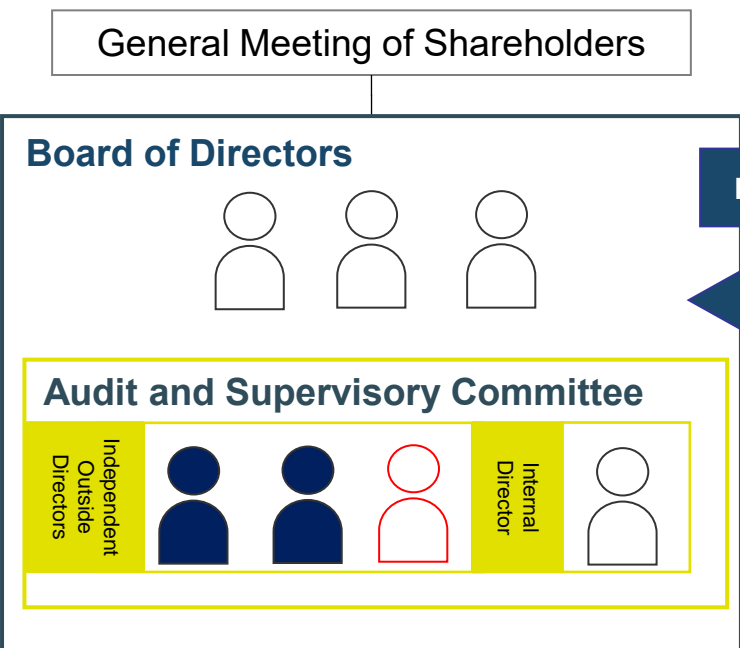 General Meeting of Shareholders
Board of Directors
Audit and Supervisory Committee
Independent
Outside
Directors
Internal
Director